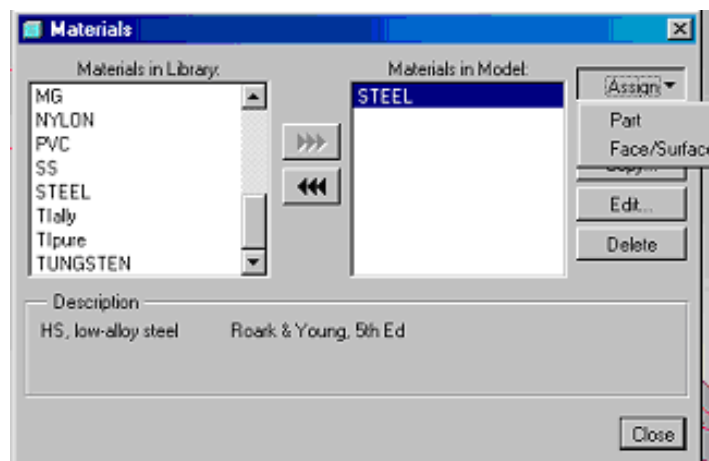 Materials
Materials in Library:
MG
NYLON
PVC
SS
STEEL
TIally
TIpure
TUNGSTEN
Materials in Model:
STEEL
Assign
Part
Face/Surface
Copy...
Edit...
Delete
Description
HS, low-alloy steel Roark & Young, 5th Ed
Close